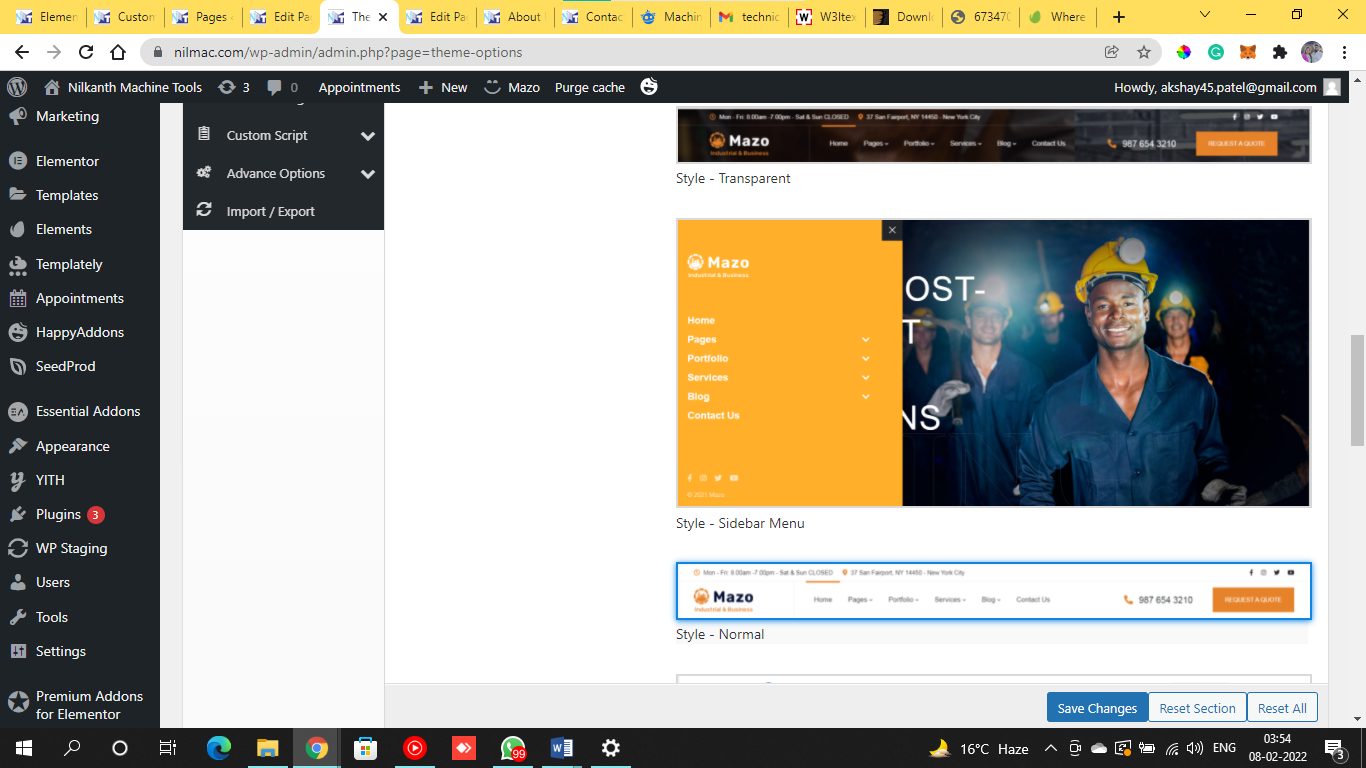 Elemen
Custom
Pages
Edit Pa
The
Edit Pa
About
Contac
Machin
technic
W3ltex
Downl
67347(
Where
nilmac.com/wp-admin/admin.php?page=theme-options
Nilkanth Machine Tools
3
0
Appointments
New
Mazo
Purge cache
Howdy, akshay45.patel@gmail.com
Marketing
Elementor
Templates
Elements
Templately
Appointments
HappyAddons
SeedProd
Essential Addons
Appearance
YITH
Plugins 3
WP Staging
Users
Tools
Settings
Premium Addons
for Elementor
Custom Script
Advance Options
Import / Export
Mon - Fri: 8.00am -7.00pm - Sat & Sun CLOSED 37 San Fairport, NY 14450 - New York City
Mazo
Industrial & Business
Home Pages Portfolio Services Blog Contact Us
987 654 3210
REQUEST A QUOTE
Style - Transparent
Mazo
Industrial & Business
Home
Pages
Portfolio
Services
Blog
Contact Us
© 2021 Mazo
OST-
T
NS
Style - Sidebar Menu
Mon - Fri: 8.00am -7.00pm - Sat & Sun CLOSED 37 San Fairport, NY 14450 - New York City
Mazo
Industrial & Business
Home Pages Portfolio Services Blog Contact Us
987 654 3210
REQUEST A QUOTE
Style - Normal
Save Changes
Reset Section
Reset All
99
16°C Haze
ENG
03:54
08-02-2022
3